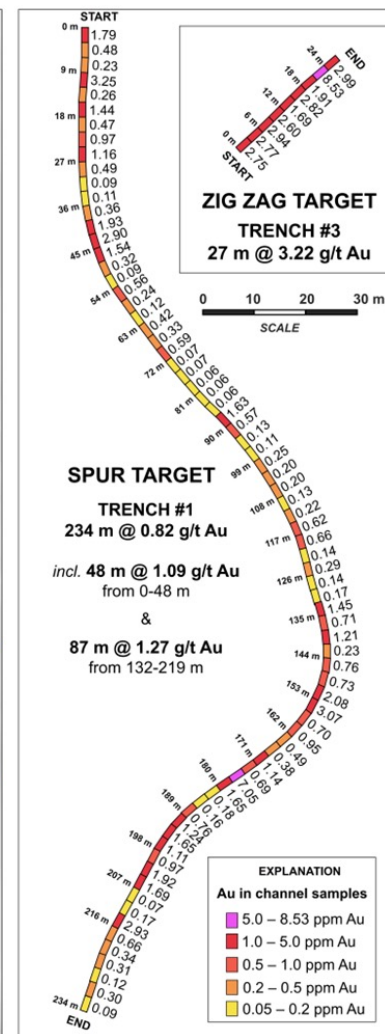 START
0 m
1.79
0.48
0.23
9 m
3.25
0.26
1.44
18 m
0.47
0.97
1.16
27 m
0.49
0.09
0.11
36 m
0.36
1.93
2.90
45 m
1.54
0.32
0.09
54 m
0.56
0.24
0.12
63 m
0.42
0.33
0.59
72 m
0.07
0.07
0.06
81 m
0.06
0.06
1.63
90 m
0.57
0.13
0.11
99 m
0.25
0.20
0.20
108 m
0.13
0.22
0.62
117 m
0.66
0.14
0.29
126 m
0.14
0.17
1.45
135 m
0.71
1.21
0.23
144 m
0.76
0.73
2.08
153 m
3.07
0.70
0.95
162 m
0.49
0.38
1.14
171 m
0.69
7.05
1.65
180 m
0.18
0.16
0.76
189 m
1.24
1.65
1.11
198 m
0.97
1.92
1.69
207 m
0.07
0.17
2.93
216 m
0.66
0.34
0.31
0.12
0.30
0.09
234 m
END
24 m
END
2.99
8.53
18 m
1.91
2.82
12 m
1.69
2.60
6 m
2.94
2.77
0 m
2.75
START
ZIG ZAG TARGET
TRENCH #3
27 m @ 3.22 g/t Au
0 10 20 30 m
SCALE
SPUR TARGET
TRENCH #1
234 m @ 0.82 g/t Au
incl. 48 m @ 1.09 g/t Au
from 0-48 m
&
87 m @ 1.27 g/t Au
from 132-219 m
EXPLANATION
Au in channel samples
5.0 – 8.53 ppm Au
1.0 – 5.0 ppm Au
0.5 – 1.0 ppm Au
0.2 – 0.5 ppm Au
0.05 – 0.2 ppm Au